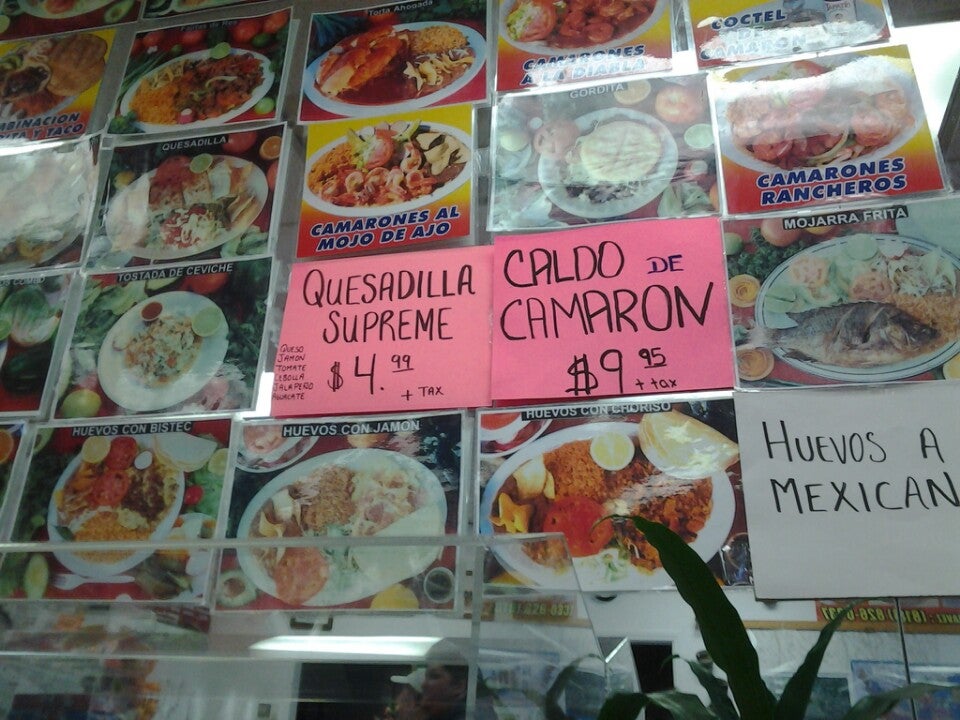 Torta Ahogada
CAMARONES
A LA DIABLA
COCTEL
DE
CAMARON
TA Y TACO
QUESADILLA
CAMARONES AL
MOJO DE AJO
GORDITA
CAMARONES
RANCHEROS
TOSTADA DE CEVICHE
QUESADILLA
SUPREME
QUESO
JAMON
TOMATE
CEBOLLA
JALAPEÑO
AGUACATE
$4.99
+ TAX
CALDO DE
CAMARON
$9 95
+ tax
MOJARRA FRITA
HUEVOS CON BISTEC
HUEVOS CON JAMON
HUEVOS CON CHORISO
HUEVOS A
MEXICAN